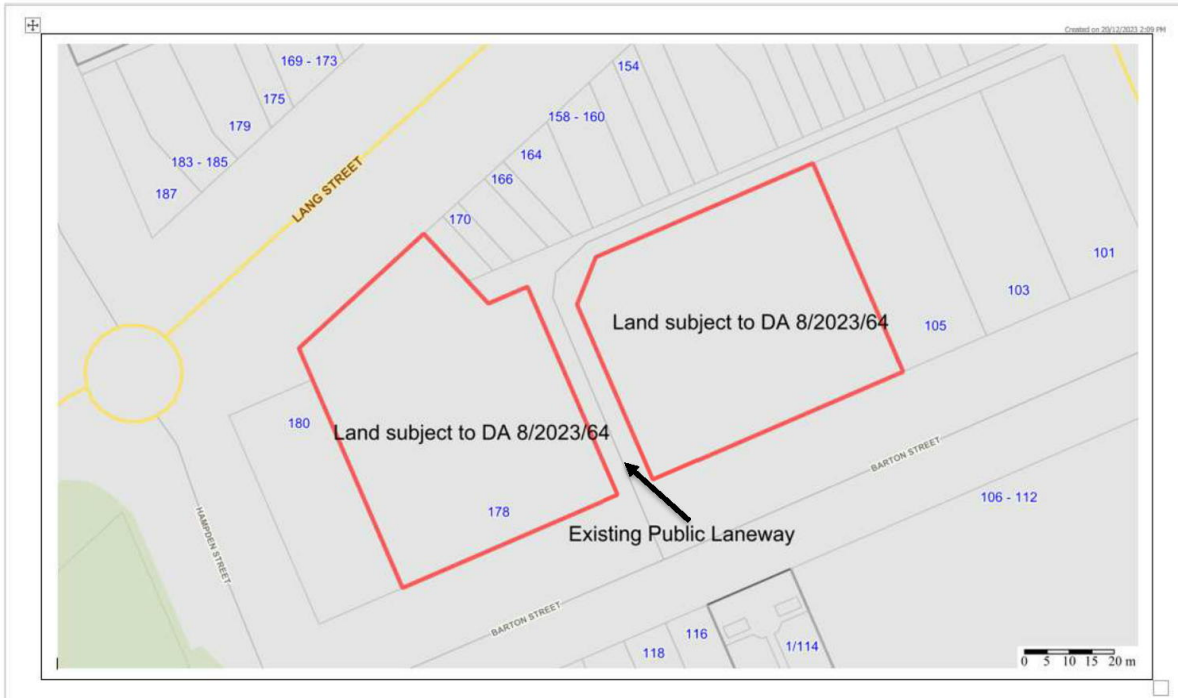 Created on 20/12/2023 2:09 PM
169 - 173
154
175
158 - 160
179
164
183 - 185
166
187
LANG STREET
170
101
103
Land subject to DA 8/2023/64
105
180
Land subject to DA 8/2023/64
BARTON STREET
106 - 112
178
HAMPDEN STREET
Existing Public Laneway
BARTON STREET
116
1/114
118
0 5 10 15 20 m